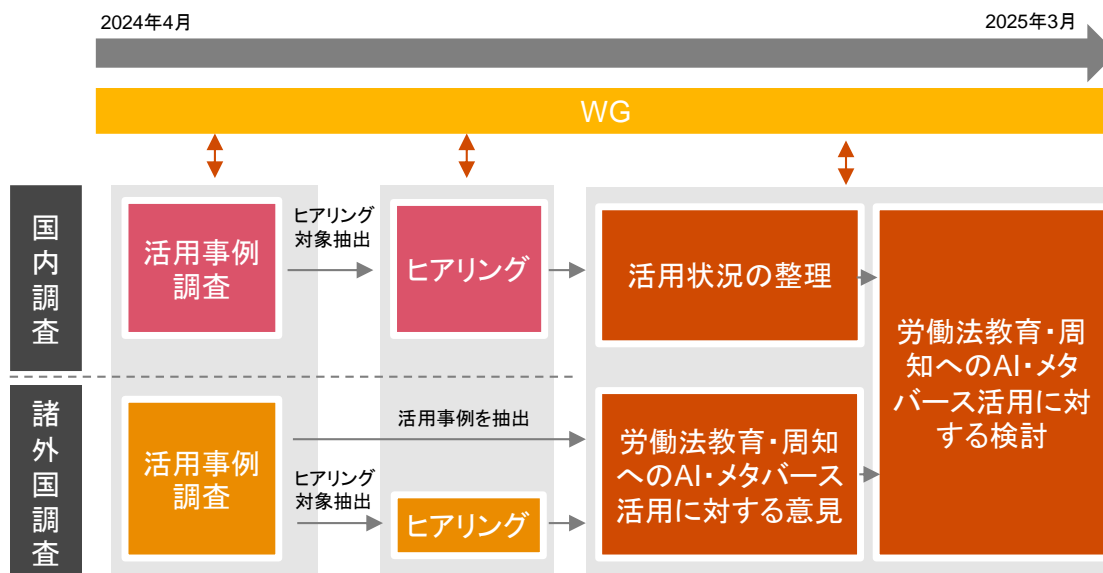 2024年4月
2025年3月
WG
国内調査
活用事例
調査
ヒアリング
対象抽出
ヒアリング
活用状況の整理
労働法教育・周
知へのAI・メタ
バース活用に対
する検討
諸外国調査
活用事例
調査
活用事例を抽出
ヒアリング
対象抽出
ヒアリング
労働法教育・周知
へのAI・メタバース
活用に対する意見